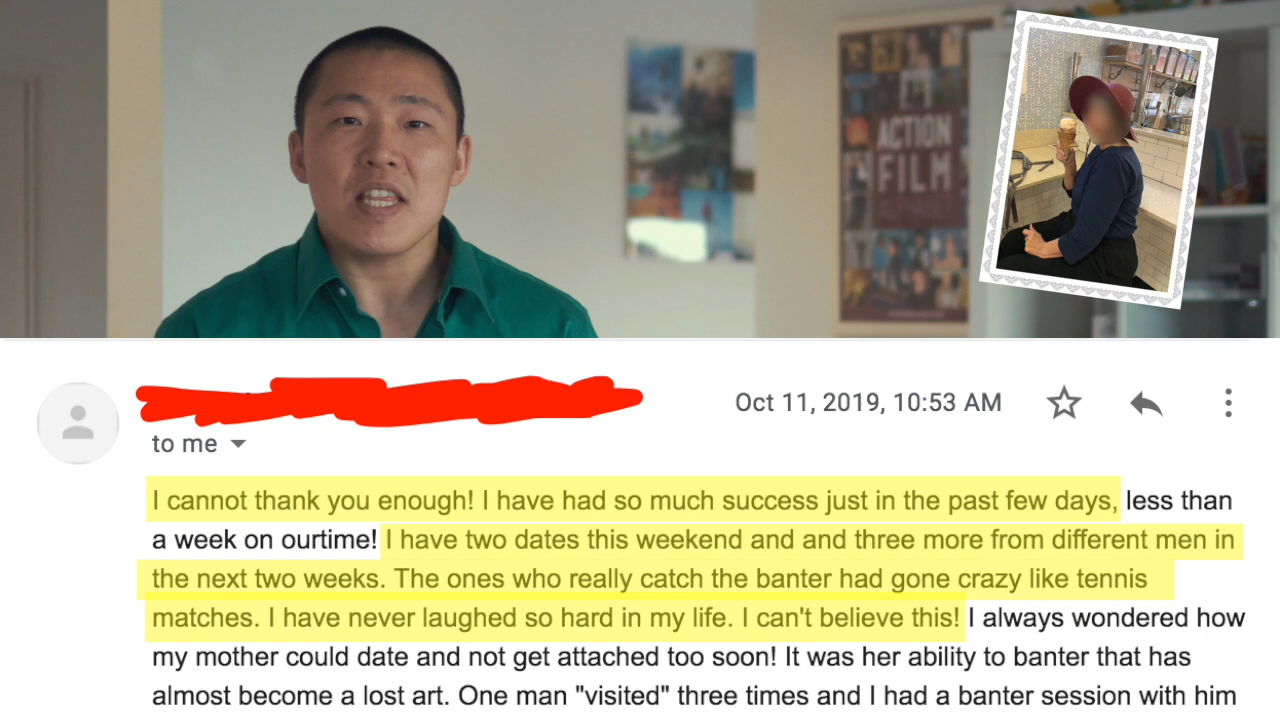 ACTION
FILM
Oct 11, 2019, 10:53 AM
to me
I cannot thank you enough! I have had so much success just in the past few days, less than
a week on ourtime! I have two dates this weekend and and three more from different men in
the next two weeks. The ones who really catch the banter had gone crazy like tennis
matches. I have never laughed so hard in my life. I can't believe this! I always wondered how
my mother could date and not get attached too soon! It was her ability to banter that has
almost become a lost art. One man "visited" three times and I had a banter session with him